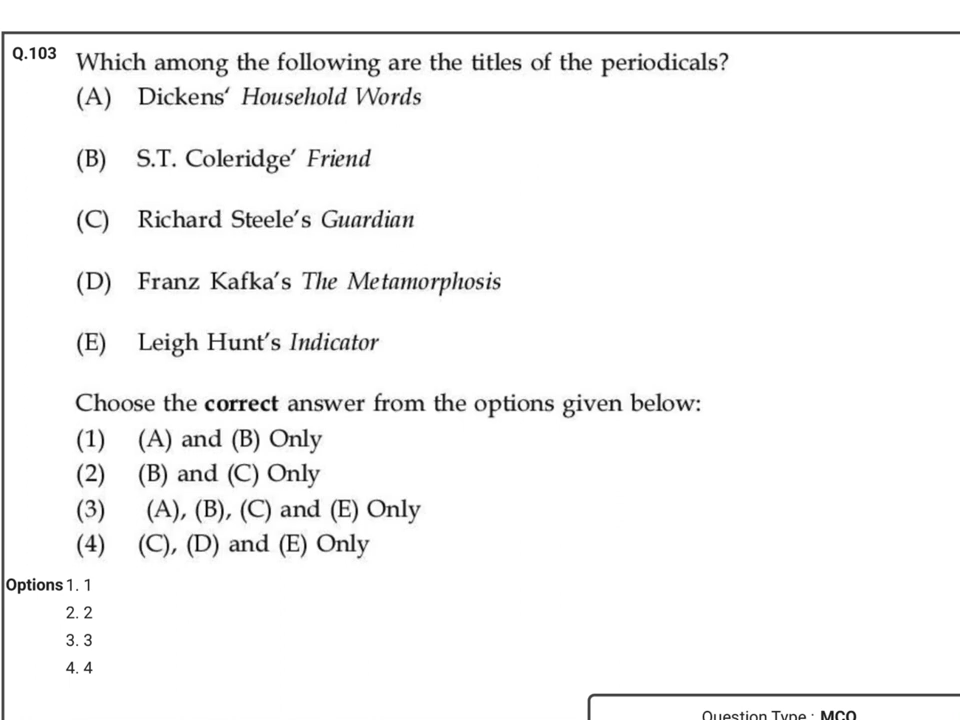 Q.103 Which among the following are the titles of the periodicals?
(A) Dickens‘ Household Words
(B) S.T. Coleridge’ Friend
(C) Richard Steele’s Guardian
(D) Franz Kafka’s The Metamorphosis
(E) Leigh Hunt’s Indicator
Choose the correct answer from the options given below:
(1) (A) and (B) Only
(2) (B) and (C) Only
(3) (A), (B), (C) and (E) Only
(4) (C), (D) and (E) Only
Options 1. 1
2. 2
3. 3
4. 4
Question Type : MCQ